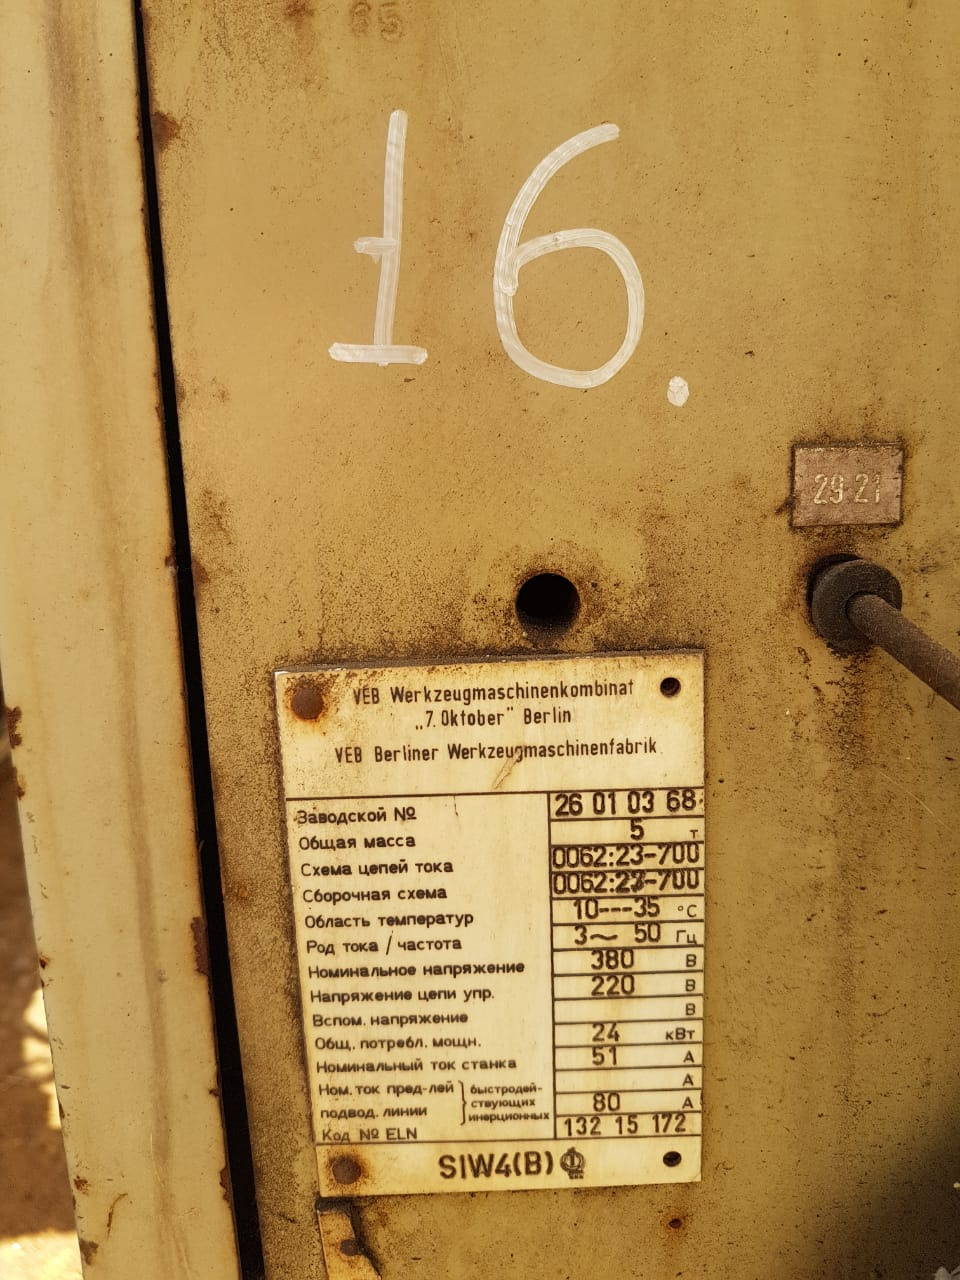 65
16.
29 21
VEB Werkzeugmaschinenkombinat
„7. Oktober" Berlin
VEB Berliner Werkzeugmaschinenfabrik
Заводской № 26 01 03 68
Общая масса 5 т
Схема цепей тока 0062:23-700
Сборочная схема 0062:23-700
Область температур 10---35 °C
Род тока / частота 3~ 50 Гц
Номинальное напряжение 380 В
Напряжение цепи упр. 220 В
Вспом. напряжение В
Общ. потребл. мощн. 24 кВт
Номинальный ток станка 51 А
Ном. ток пред-лей } быстродей-
ствующих А
подвод. линии инерционных 80 А
Код № ELN 132 15 172
SIW4(B)